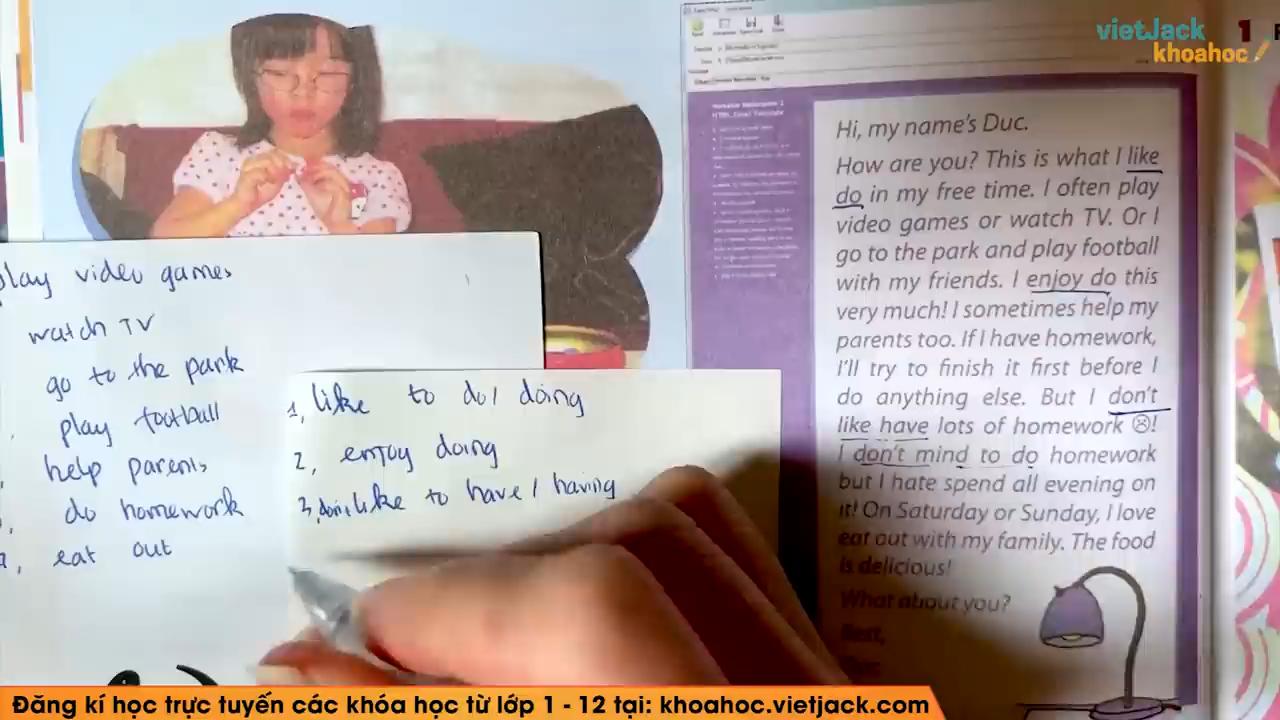 vietJack
khoahoc
1
Hi, my name's Duc.
How are you? This is what I like
do in my free time. I often play
video games or watch TV. Or I
go to the park and play football
with my friends. I enjoy do this
very much! I sometimes help my
parents too. If I have homework,
I'll try to finish it first before I
do anything else. But I don't
like have lots of homework ☹!
I don't mind to do homework
but I hate spend all evening on
it! On Saturday or Sunday, I love
eat out with my family. The food
is delicious!
What about you?
Best,
play video games
watch TV
go to the park
play football
help parents
do homework
eat out
1, like to do / doing
2, enjoy doing
3, don't like to have / having
Đăng kí học trực tuyến các khóa học từ lớp 1 - 12 tại: khoahoc.vietjack.com